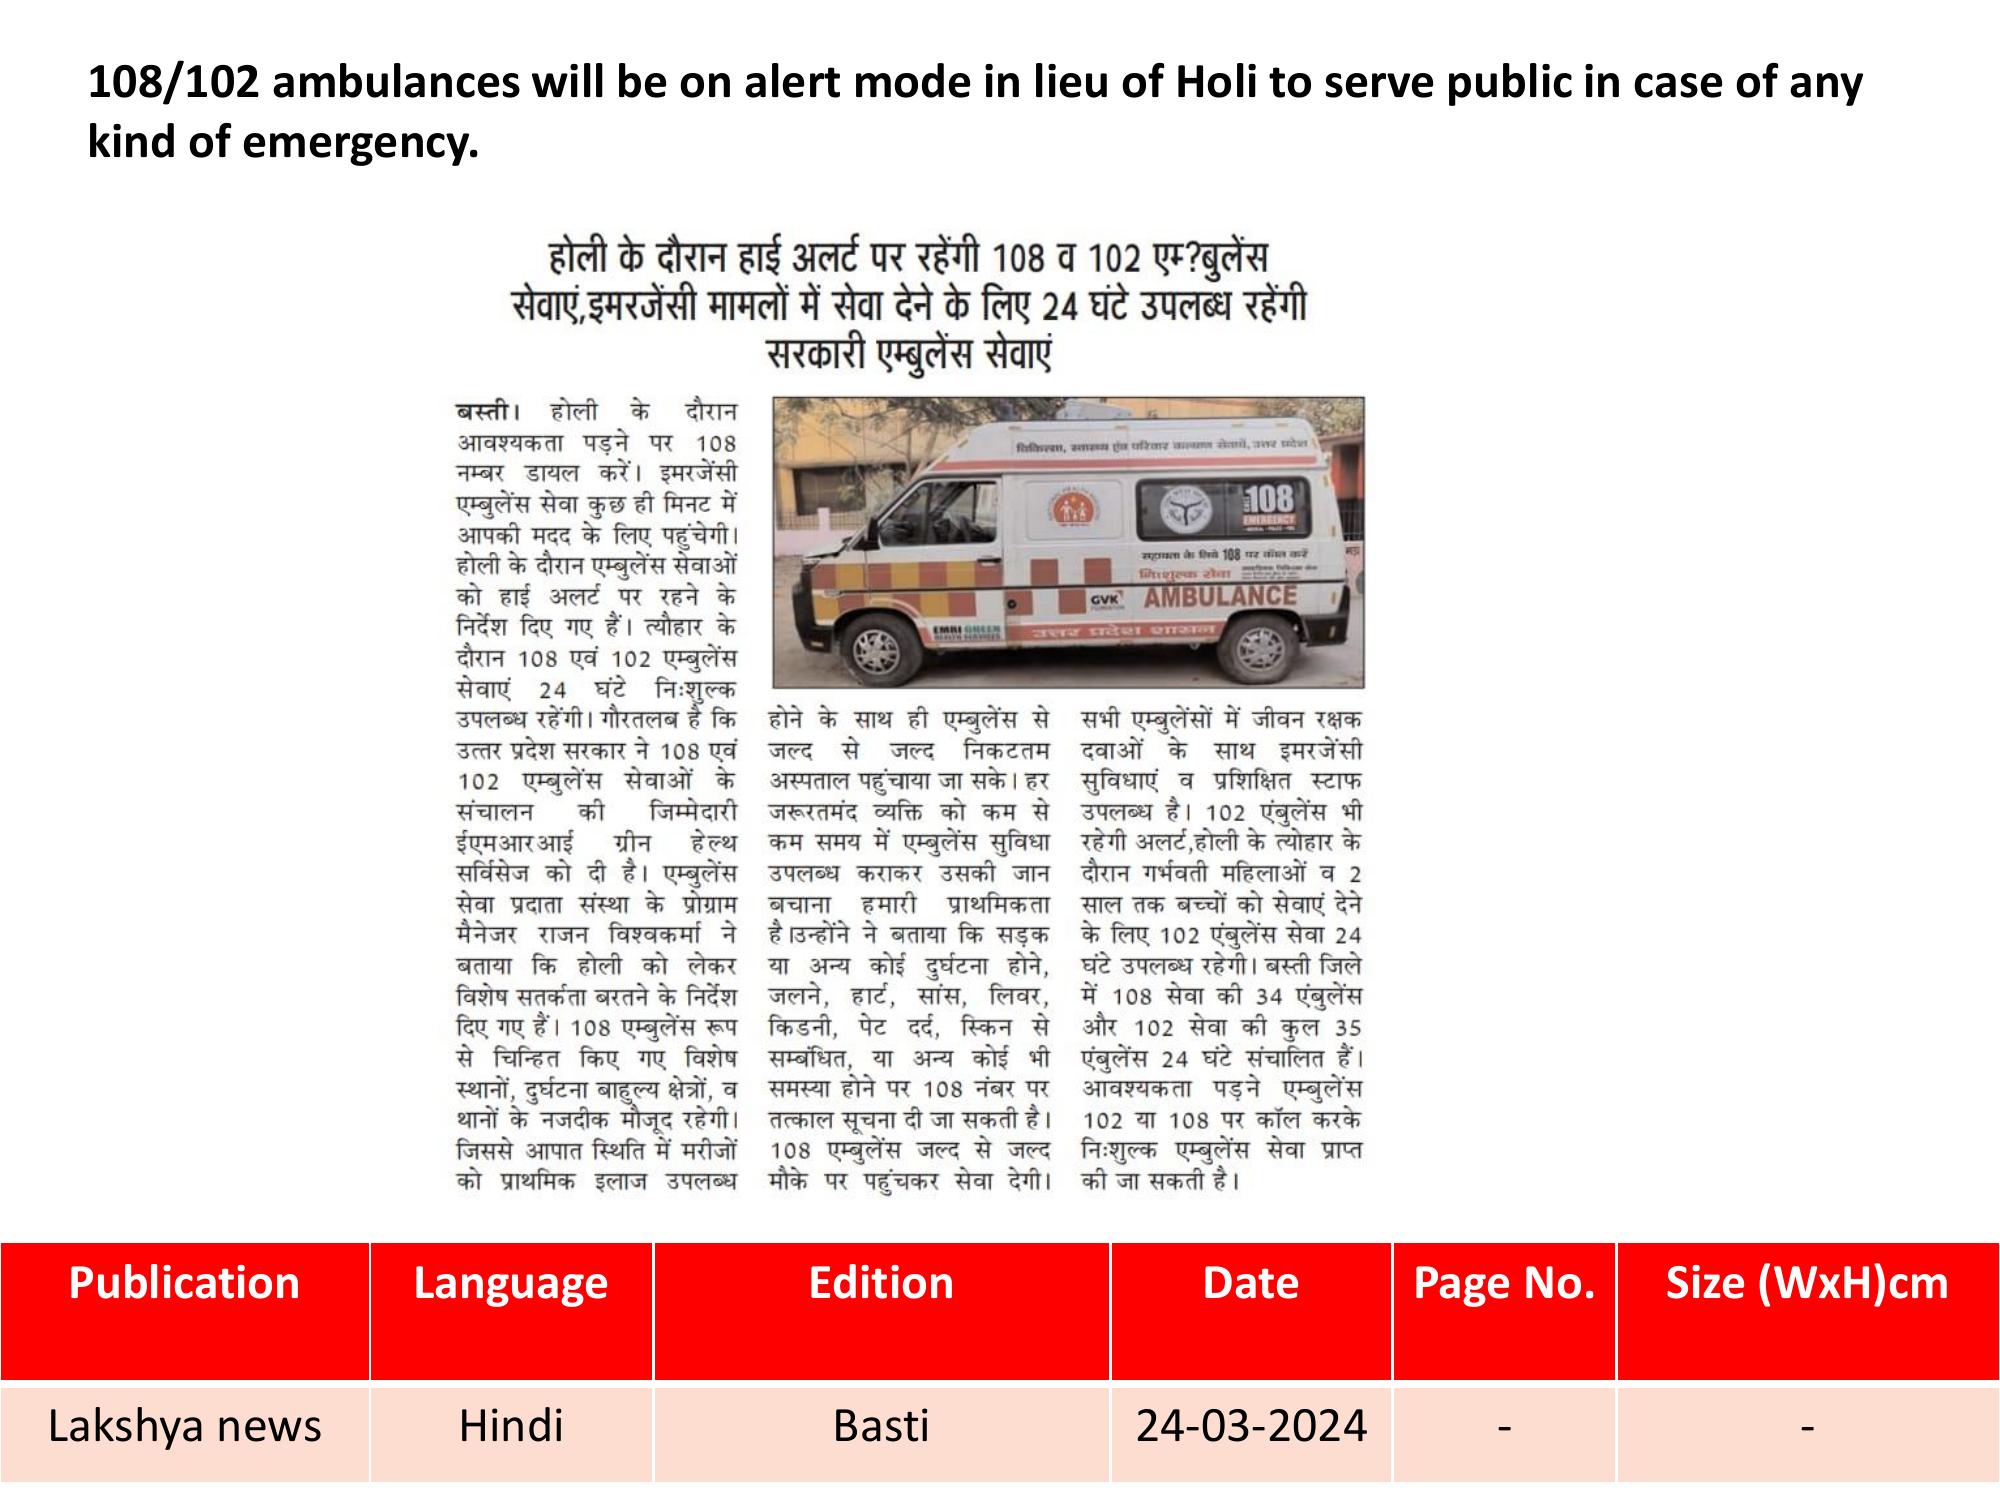 108/102 ambulances will be on alert mode in lieu of Holi to serve public in case of any
kind of emergency.
होली के दौरान हाई अलर्ट पर रहेंगी 108 व 102 एम?बुलेंस
सेवाएं,इमरजेंसी मामलों में सेवा देने के लिए 24 घंटे उपलब्ध रहेंगी
सरकारी एम्बुलेंस सेवाएं
बस्ती। होली के दौरान
आवश्यकता पड़ने पर 108
नम्बर डायल करें। इमरजेंसी
एम्बुलेंस सेवा कुछ ही मिनट में
आपकी मदद के लिए पहुंचेगी।
होली के दौरान एम्बुलेंस सेवाओं
को हाई अलर्ट पर रहने के
निर्देश दिए गए हैं। त्यौहार के
दौरान 108 एवं 102 एम्बुलेंस
सेवाएं 24 घंटे निःशुल्क
उपलब्ध रहेंगी। गौरतलब है कि
उत्तर प्रदेश सरकार ने 108 एवं
102 एम्बुलेंस सेवाओं के
संचालन की जिम्मेदारी
ईएमआरआई ग्रीन हेल्थ
सर्विसेज को दी है। एम्बुलेंस
सेवा प्रदाता संस्था के प्रोग्राम
मैनेजर राजन विश्वकर्मा ने
बताया कि होली को लेकर
विशेष सतर्कता बरतने के निर्देश
दिए गए हैं। 108 एम्बुलेंस रूप
से चिन्हित किए गए विशेष
स्थानों, दुर्घटना बाहुल्य क्षेत्रों, व
थानों के नजदीक मौजूद रहेगी।
जिससे आपात स्थिति में मरीजों
को प्राथमिक इलाज उपलब्ध
चिकित्सा, स्वास्थ्य एंव परिवार कल्याण सेवायें, उत्तर प्रदेश
108
EMERGENCY
सहायता के लिये 108 पर कॉल करें
निःशुल्क सेवा
GVK
AMBULANCE
EMRI GREEN
HEALTH SERVICES
उत्तर प्रदेश शासन
होने के साथ ही एम्बुलेंस से
जल्द से जल्द निकटतम
अस्पताल पहुंचाया जा सके। हर
जरूरतमंद व्यक्ति को कम से
कम समय में एम्बुलेंस सुविधा
उपलब्ध कराकर उसकी जान
बचाना हमारी प्राथमिकता
है।उन्होंने ने बताया कि सड़क
या अन्य कोई दुर्घटना होने,
जलने, हार्ट, सांस, लिवर,
किडनी, पेट दर्द, स्किन से
सम्बंधित, या अन्य कोई भी
समस्या होने पर 108 नंबर पर
तत्काल सूचना दी जा सकती है।
108 एम्बुलेंस जल्द से जल्द
मौके पर पहुंचकर सेवा देगी।
सभी एम्बुलेंसों में जीवन रक्षक
दवाओं के साथ इमरजेंसी
सुविधाएं व प्रशिक्षित स्टाफ
उपलब्ध है। 102 एंबुलेंस भी
रहेगी अलर्ट,होली के त्योहार के
दौरान गर्भवती महिलाओं व 2
साल तक बच्चों को सेवाएं देने
के लिए 102 एंबुलेंस सेवा 24
घंटे उपलब्ध रहेगी। बस्ती जिले
में 108 सेवा की 34 एंबुलेंस
और 102 सेवा की कुल 35
एंबुलेंस 24 घंटे संचालित हैं।
आवश्यकता पड़ने एम्बुलेंस
102 या 108 पर कॉल करके
निःशुल्क एम्बुलेंस सेवा प्राप्त
की जा सकती है।
Publication Language Edition Date Page No. Size (WxH)cm
Lakshya news Hindi Basti 24-03-2024 - -